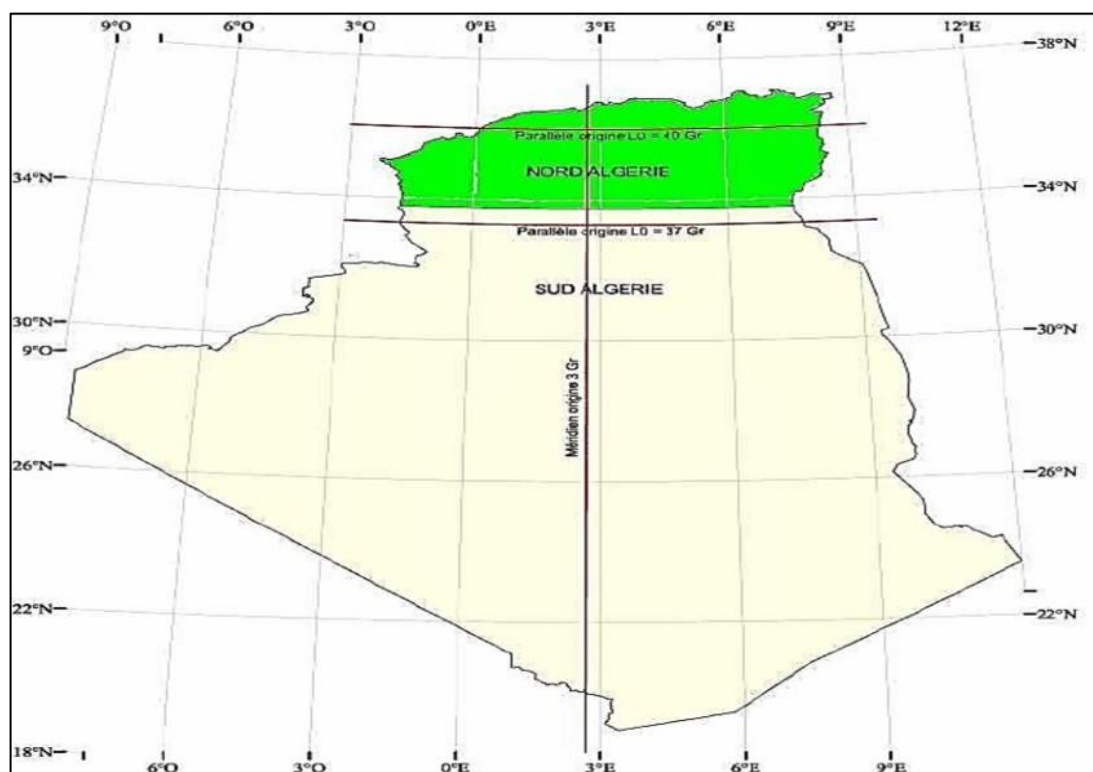 9°O 6°O 3°O 0°E 3°E 6°E 9°E 12°E
38°N
Parallèle origine L0 = 40 Gr
NORD ALGERIE
34°N 34°N
Parallèle origine L0 = 37 Gr
SUD ALGERIE
30°N 30°N
9°O
Méridien origine 3 Gr
26°N 26°N
22°N 22°N
18°N
6°O 3°O 0°E 3°E 6°E 9°E